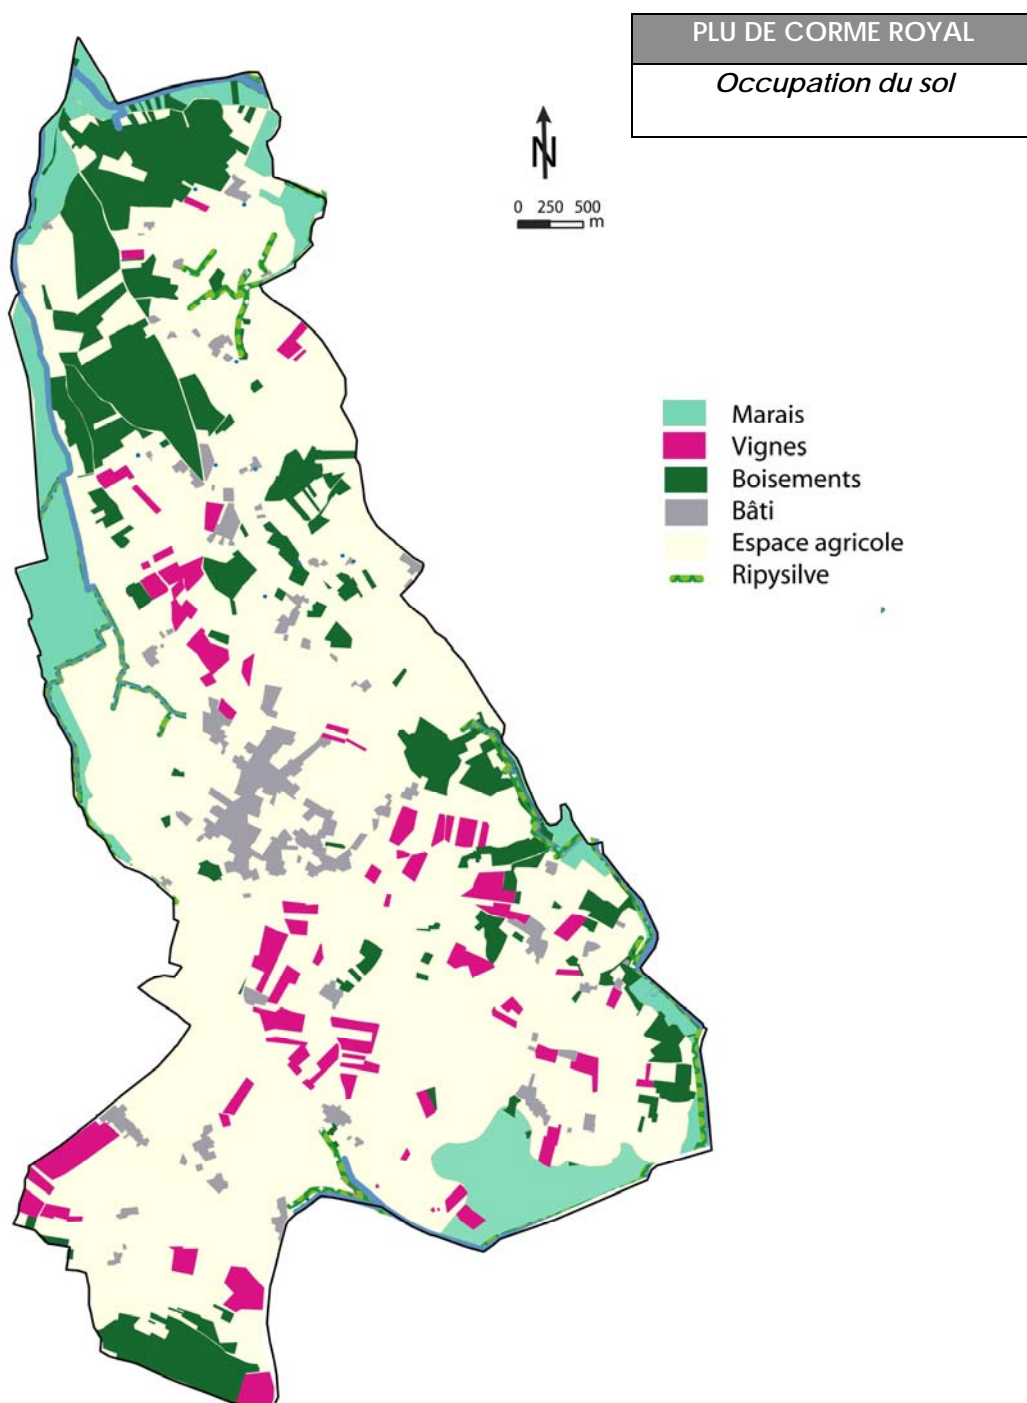 PLU DE CORME ROYAL
Occupation du sol
N
0 250 500
m
Marais
Vignes
Boisements
Bâti
Espace agricole
Ripysilve